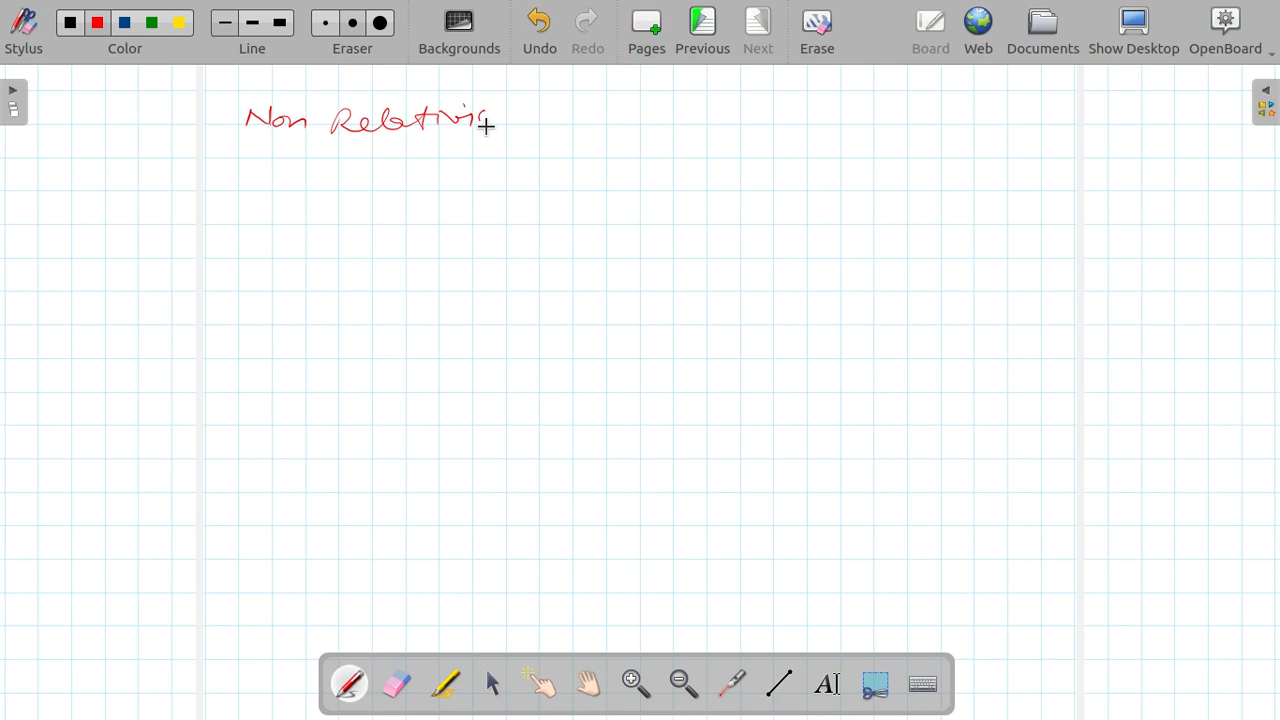 Stylus Color Line Eraser Backgrounds Undo Redo Pages Previous Next Erase Board Web Documents Show Desktop OpenBoard
Non Relativis
A